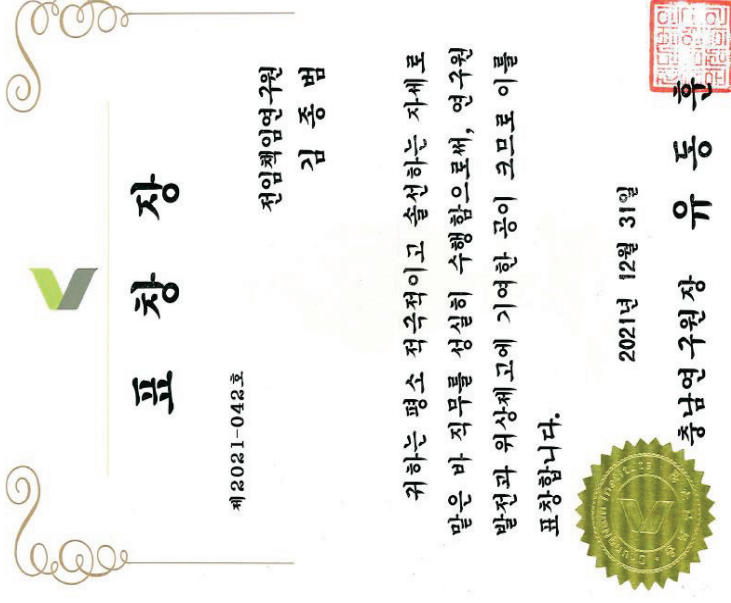 표 창 장
제2021-042호
전임책임연구원
김 종 범
귀하는 평소 적극적이고 솔선하는 자세로
맡은 바 직무를 성실히 수행함으로써, 연구원
발전과 위상제고에 기여한 공이 크므로 이를
표창합니다.
2021년 12월 31일
충남연구원장 유 동 훈